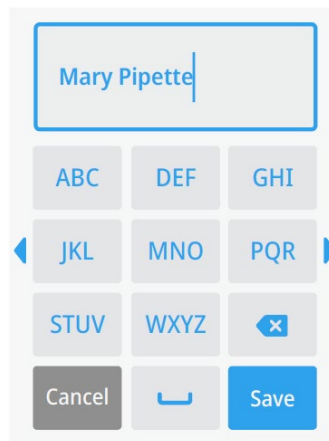 Mary Pipette
ABC DEF GHI
JKL MNO PQR
STUV WXYZ
Cancel Save